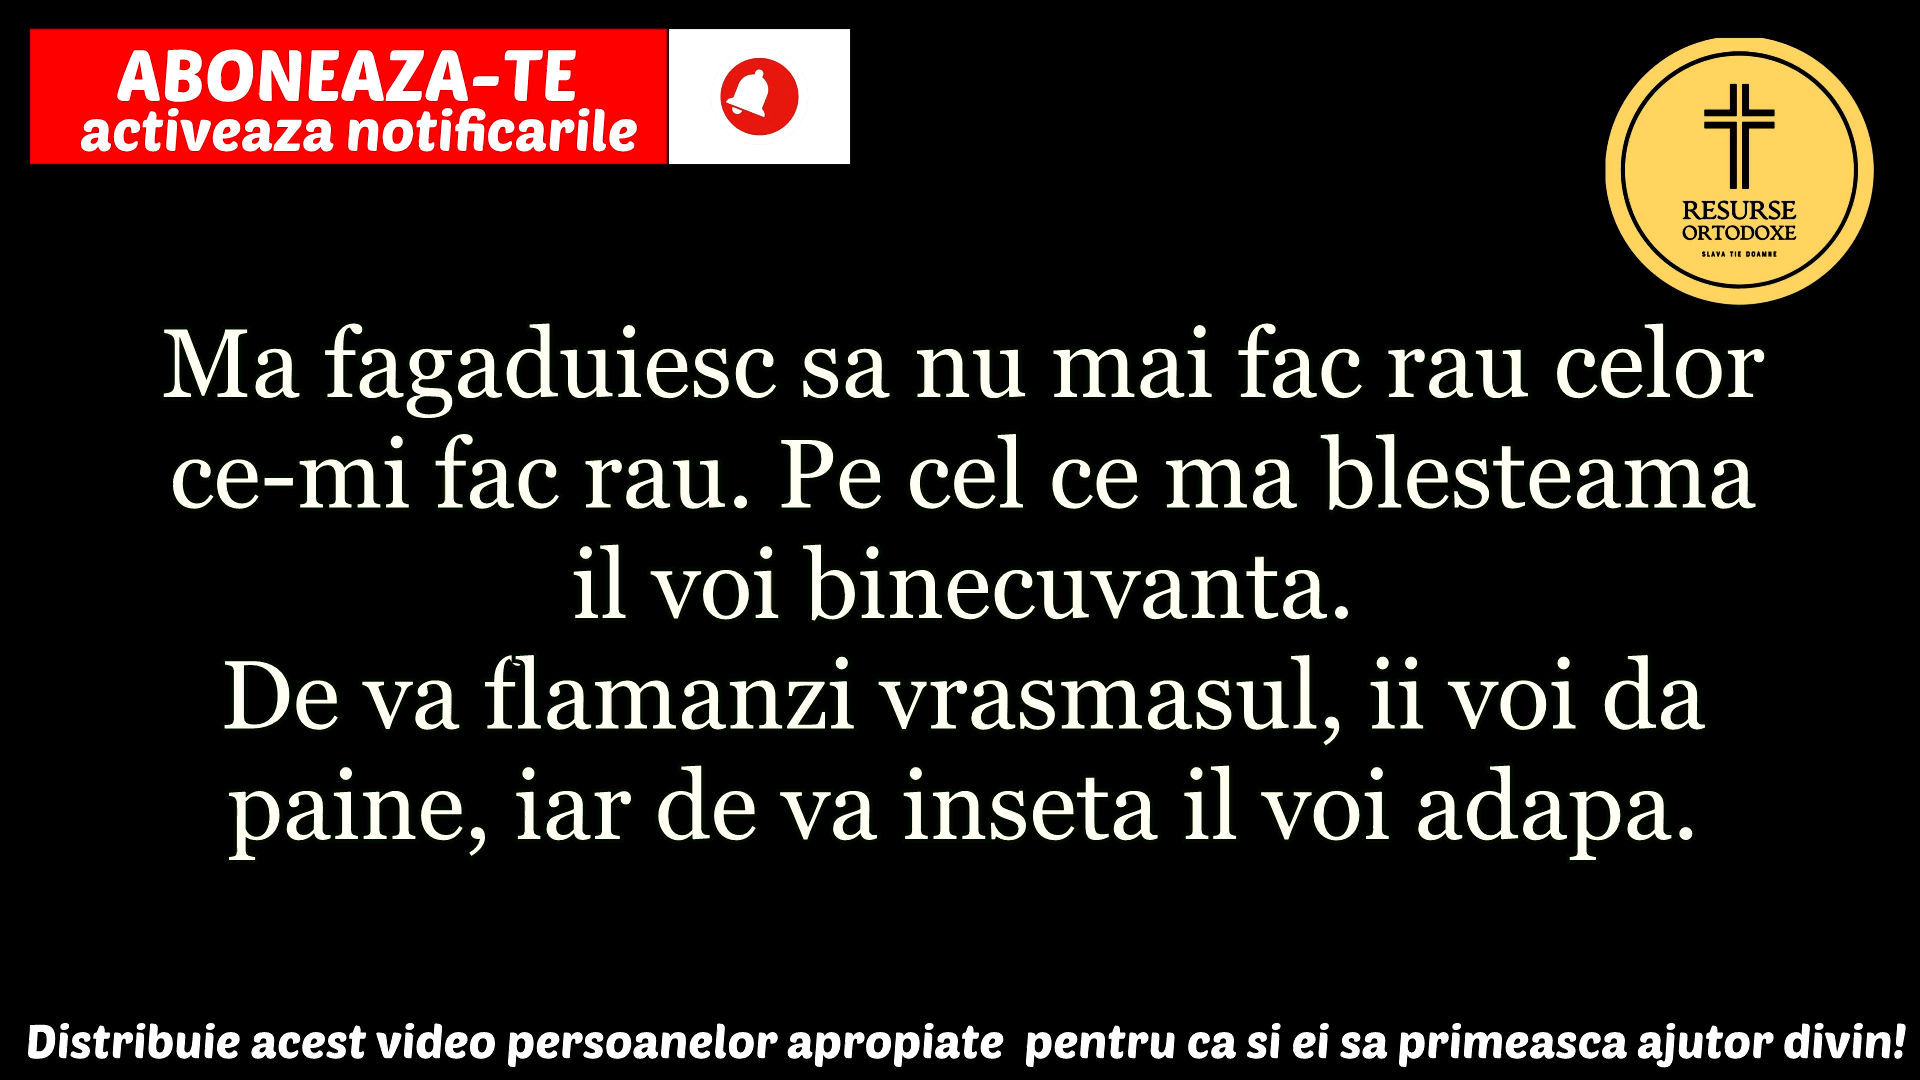 ABONEAZA-TE
activeaza notificarile
RESURSE
ORTODOXE
SLAVA TIE DOAMNE
Ma fagaduiesc sa nu mai fac rau celor
ce-mi fac rau. Pe cel ce ma blesteama
il voi binecuvanta.
De va flamanzi vrasmasul, ii voi da
paine, iar de va inseta il voi adapa.
Distribuie acest video persoanelor apropiate pentru ca si ei sa primeasca ajutor divin!